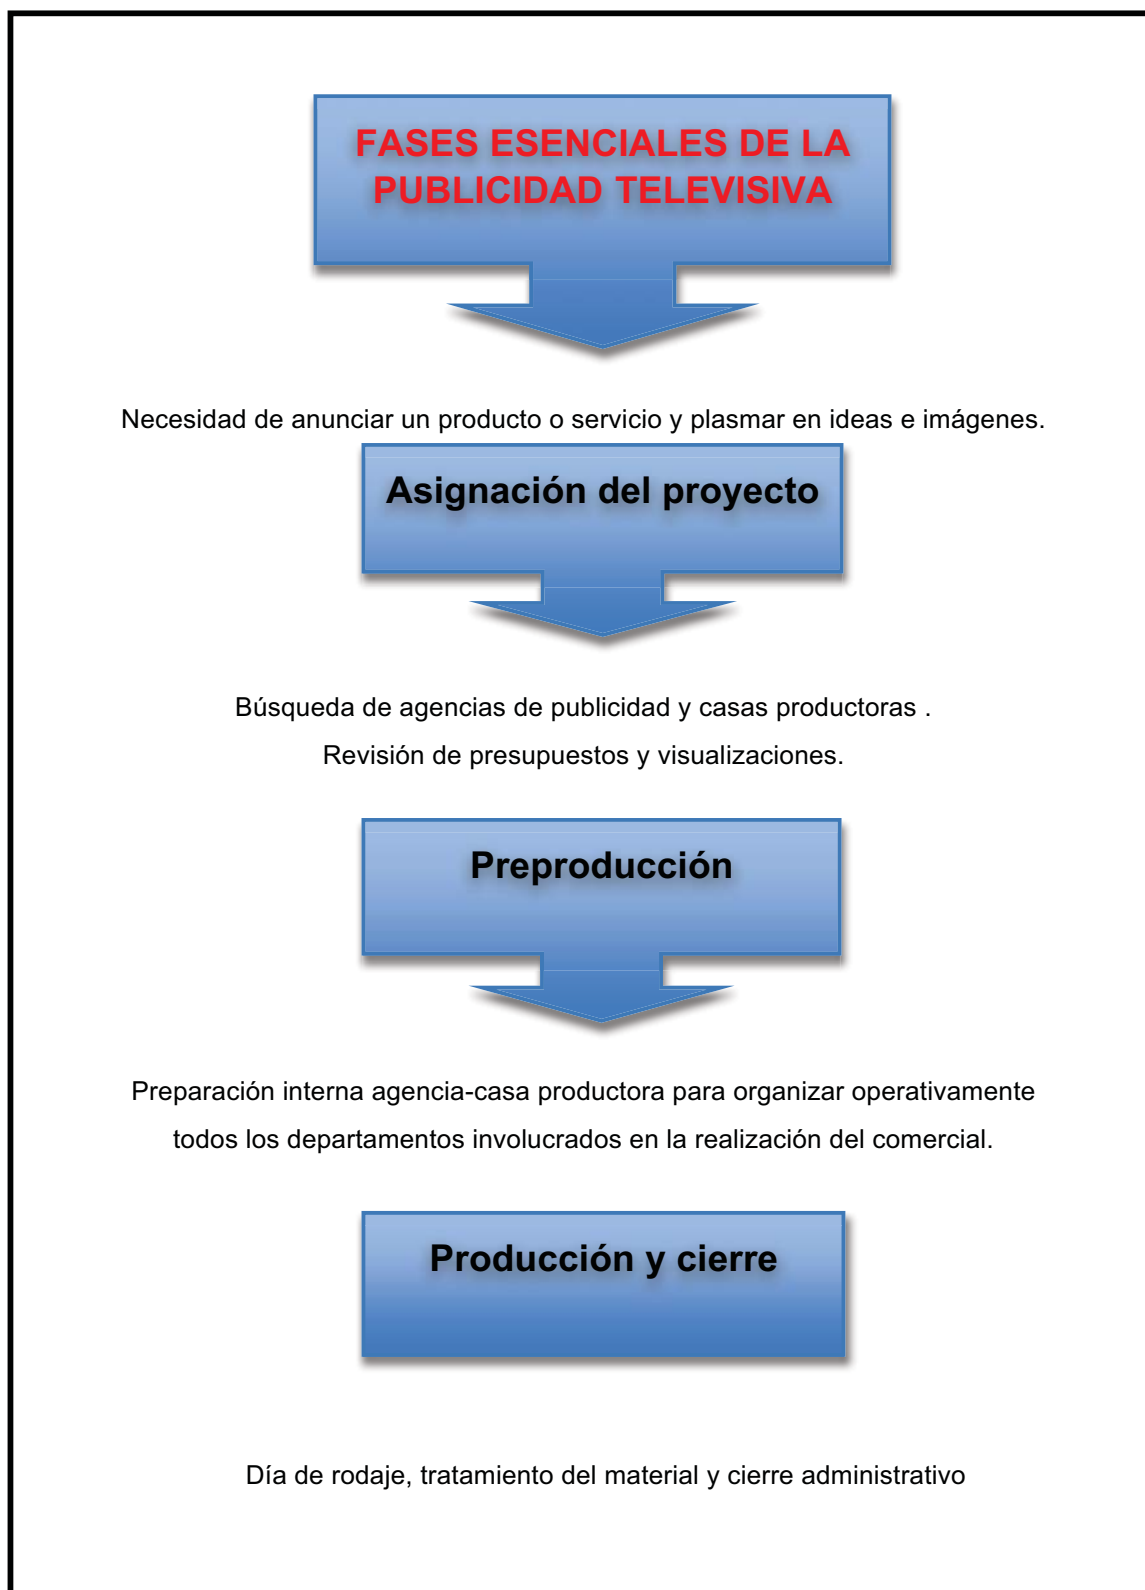 FASES ESENCIALES DE LA
PUBLICIDAD TELEVISIVA
Necesidad de anunciar un producto o servicio y plasmar en ideas e imágenes.
Asignación del proyecto
Búsqueda de agencias de publicidad y casas productoras .
Revisión de presupuestos y visualizaciones.
Preproducción
Preparación interna agencia-casa productora para organizar operativamente
todos los departamentos involucrados en la realización del comercial.
Producción y cierre
Día de rodaje, tratamiento del material y cierre administrativo